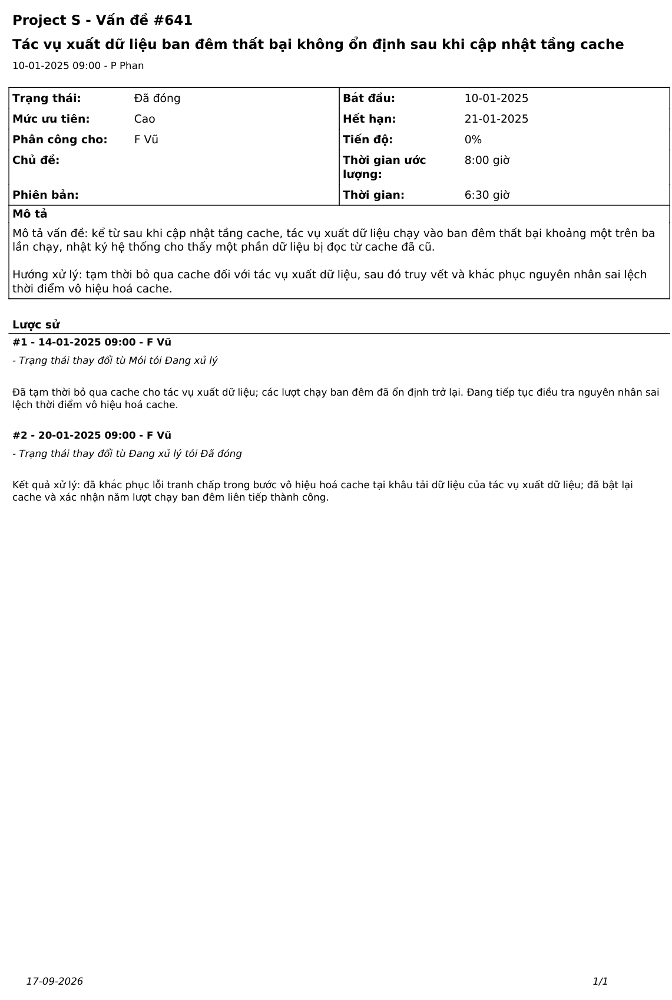 Project S - Vấn đề #641
Tác vụ xuất dữ liệu ban đêm thất bại không ổn định sau khi cập nhật tầng cache
10-01-2025 09:00 - P Phan
Trạng thái: Đã đóng Bát đầu: 10-01-2025
Mức ưu tiên: Cao Hết hạn: 21-01-2025
Phân công cho: F Vũ Tiến độ: 0%
Chủ đề: Thời gian ước 8:00 giờ
lượng:
Phiên bản: Thời gian: 6:30 giờ
Mô tả
Mô tả vấn đề: kể từ sau khi cập nhật tầng cache, tác vụ xuất dữ liệu chạy vào ban đêm thất bại khoảng một trên ba
lần chạy, nhật ký hệ thống cho thấy một phần dữ liệu bị đọc từ cache đã cũ.
Hướng xử lý: tạm thời bỏ qua cache đối với tác vụ xuất dữ liệu, sau đó truy vết và khác phục nguyên nhân sai lệch
thời điểm vô hiệu hoá cache.
Lược sử
#1 - 14-01-2025 09:00 - F Vũ
- Trạng thái thay đổi tù Mói tói Đang xủ lý
Đã tạm thời bỏ qua cache cho tác vụ xuất dữ liệu; các lượt chạy ban đêm đã ổn định trở lại. Đang tiếp tục điều tra nguyên nhân sai
lệch thời điểm vô hiệu hoá cache.
#2 - 20-01-2025 09:00 - F Vũ
- Trạng thái thay đổi tù Đang xủ lý tói Đã đóng
Kết quả xử lý: đã khác phục lỗi tranh chấp trong bước vô hiệu hoá cache tại khâu tải dữ liệu của tác vụ xuất dữ liệu; đã bật lại
cache và xác nhận năm lượt chạy ban đêm liên tiếp thành công.
17-09-2026 1/1